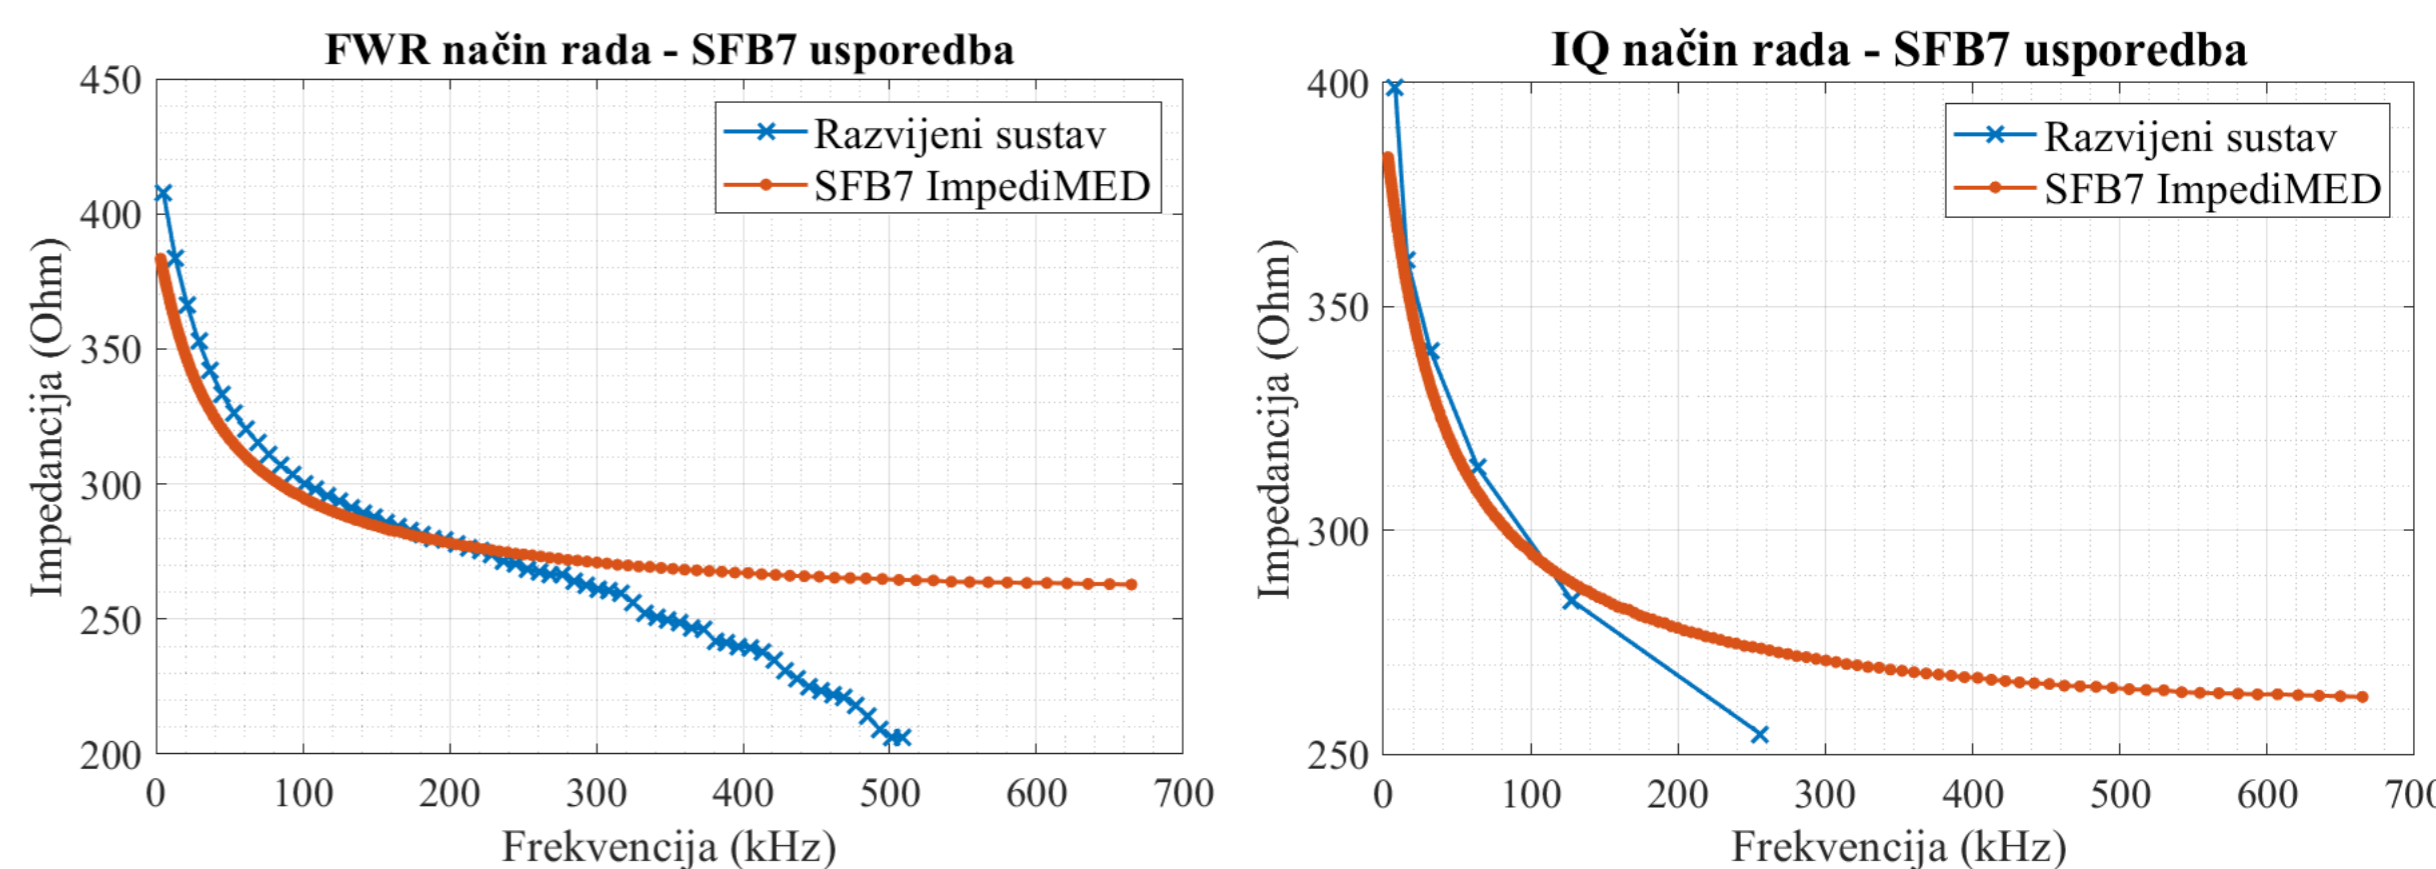 FWR način rada - SFB7 usporedba
450
400
350
300
250
200
0 100 200 300 400 500 600 700
Impedancija (Ohm)
Frekvencija (kHz)
Razvijeni sustav
SFB7 ImpediMED
IQ način rada - SFB7 usporedba
400
350
300
250
0 100 200 300 400 500 600 700
Impedancija (Ohm)
Frekvencija (kHz)
Razvijeni sustav
SFB7 ImpediMED